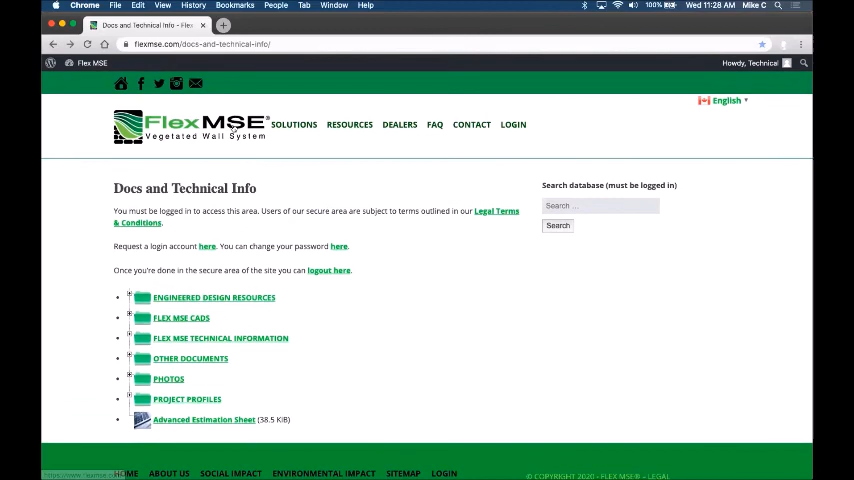 Chrome File Edit View History Bookmarks People Tab Window Help 100% Wed 11:28 AM Mike C
Docs and Technical Info - Flex
flexmse.com/docs-and-technical-info/
Flex MSE Howdy, Technical
English
FlexMSE®
Vegetated Wall System
SOLUTIONS RESOURCES DEALERS FAQ CONTACT LOGIN
Docs and Technical Info
You must be logged in to access this area. Users of our secure area are subject to terms outlined in our Legal Terms
& Conditions.
Request a login account here. You can change your password here.
Once you're done in the secure area of the site you can logout here.
ENGINEERED DESIGN RESOURCES
FLEX MSE CADS
FLEX MSE TECHNICAL INFORMATION
OTHER DOCUMENTS
PHOTOS
PROJECT PROFILES
Advanced Estimation Sheet (38.5 KiB)
Search database (must be logged in)
Search ...
Search
HOME ABOUT US SOCIAL IMPACT ENVIRONMENTAL IMPACT SITEMAP LOGIN
© COPYRIGHT 2020 - FLEX MSE® - LEGAL